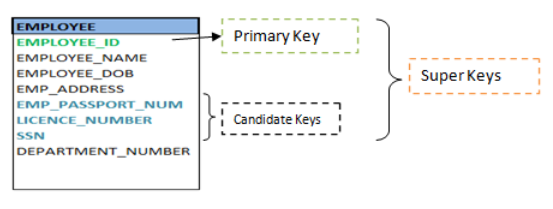 EMPLOYEE
EMPLOYEE_ID
EMPLOYEE_NAME
EMPLOYEE_DOB
EMP_ADDRESS
EMP_PASSPORT_NUM
LICENCE_NUMBER
SSN
DEPARTMENT_NUMBER
Primary Key
Candidate Keys
Super Keys